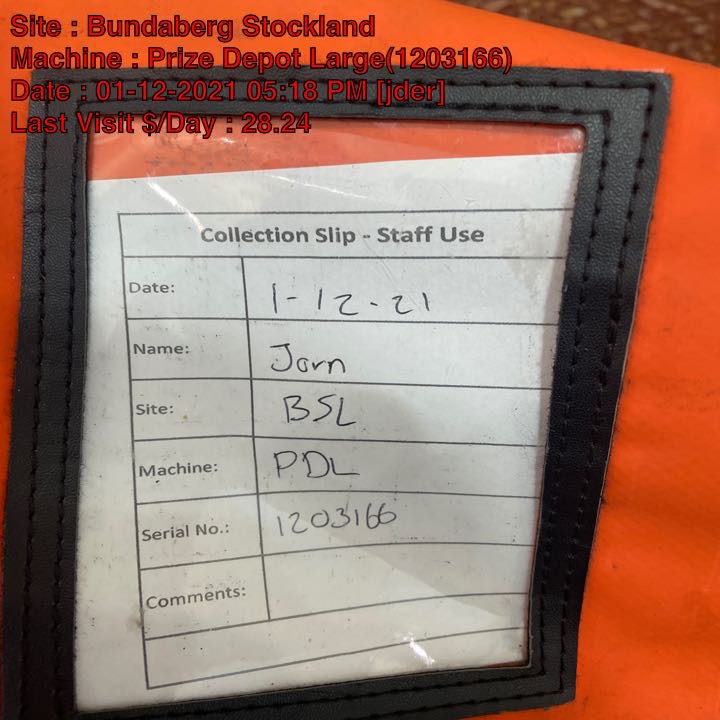 Site : Bundaberg Stockland
Machine : Prize Depot Large(1203166)
Date : 01-12-2021 05:18 PM [jder]
Last Visit $/Day : 28.24
Collection Slip - Staff Use
Date: 1-12-21
Name: Jorn
Site: BSL
Machine: PDL
Serial No.: 1203166
Comments: